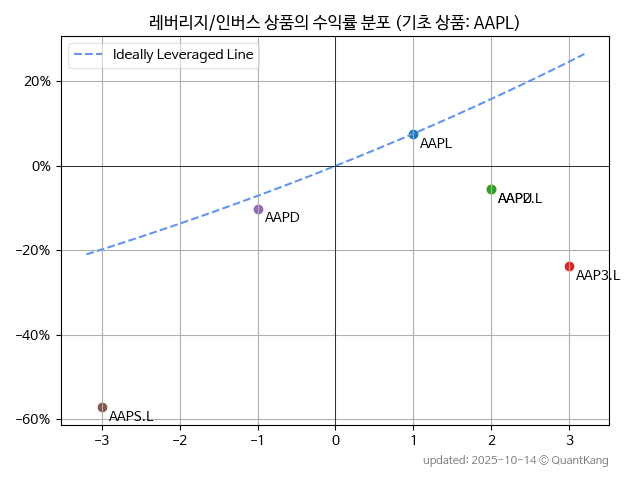 레버리지/인버스 상품의 수익률 분포 (기초 상품: AAPL)
Ideally Leveraged Line
20%
0%
−20%
−40%
−60%
AAPL
AAPD
AAP3.L
AAPS.L
−3 −2 −1 0 1 2 3
updated: 2025-10-14 © QuantKang